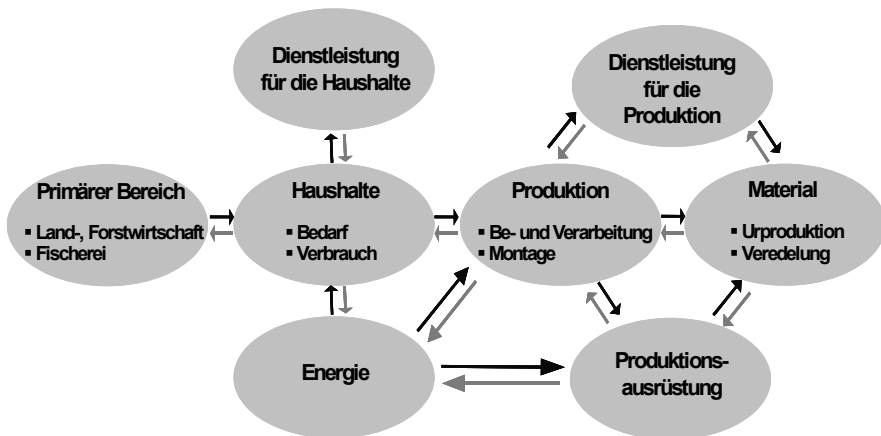 Dienstleistung
für die Haushalte
Dienstleistung
für die
Produktion
Primärer Bereich
▪ Land-, Forstwirtschaft
▪ Fischerei
Haushalte
▪ Bedarf
▪ Verbrauch
Produktion
▪ Be- und Verarbeitung
▪ Montage
Material
▪ Urproduktion
▪ Veredelung
Energie
Produktions-
ausrüstung